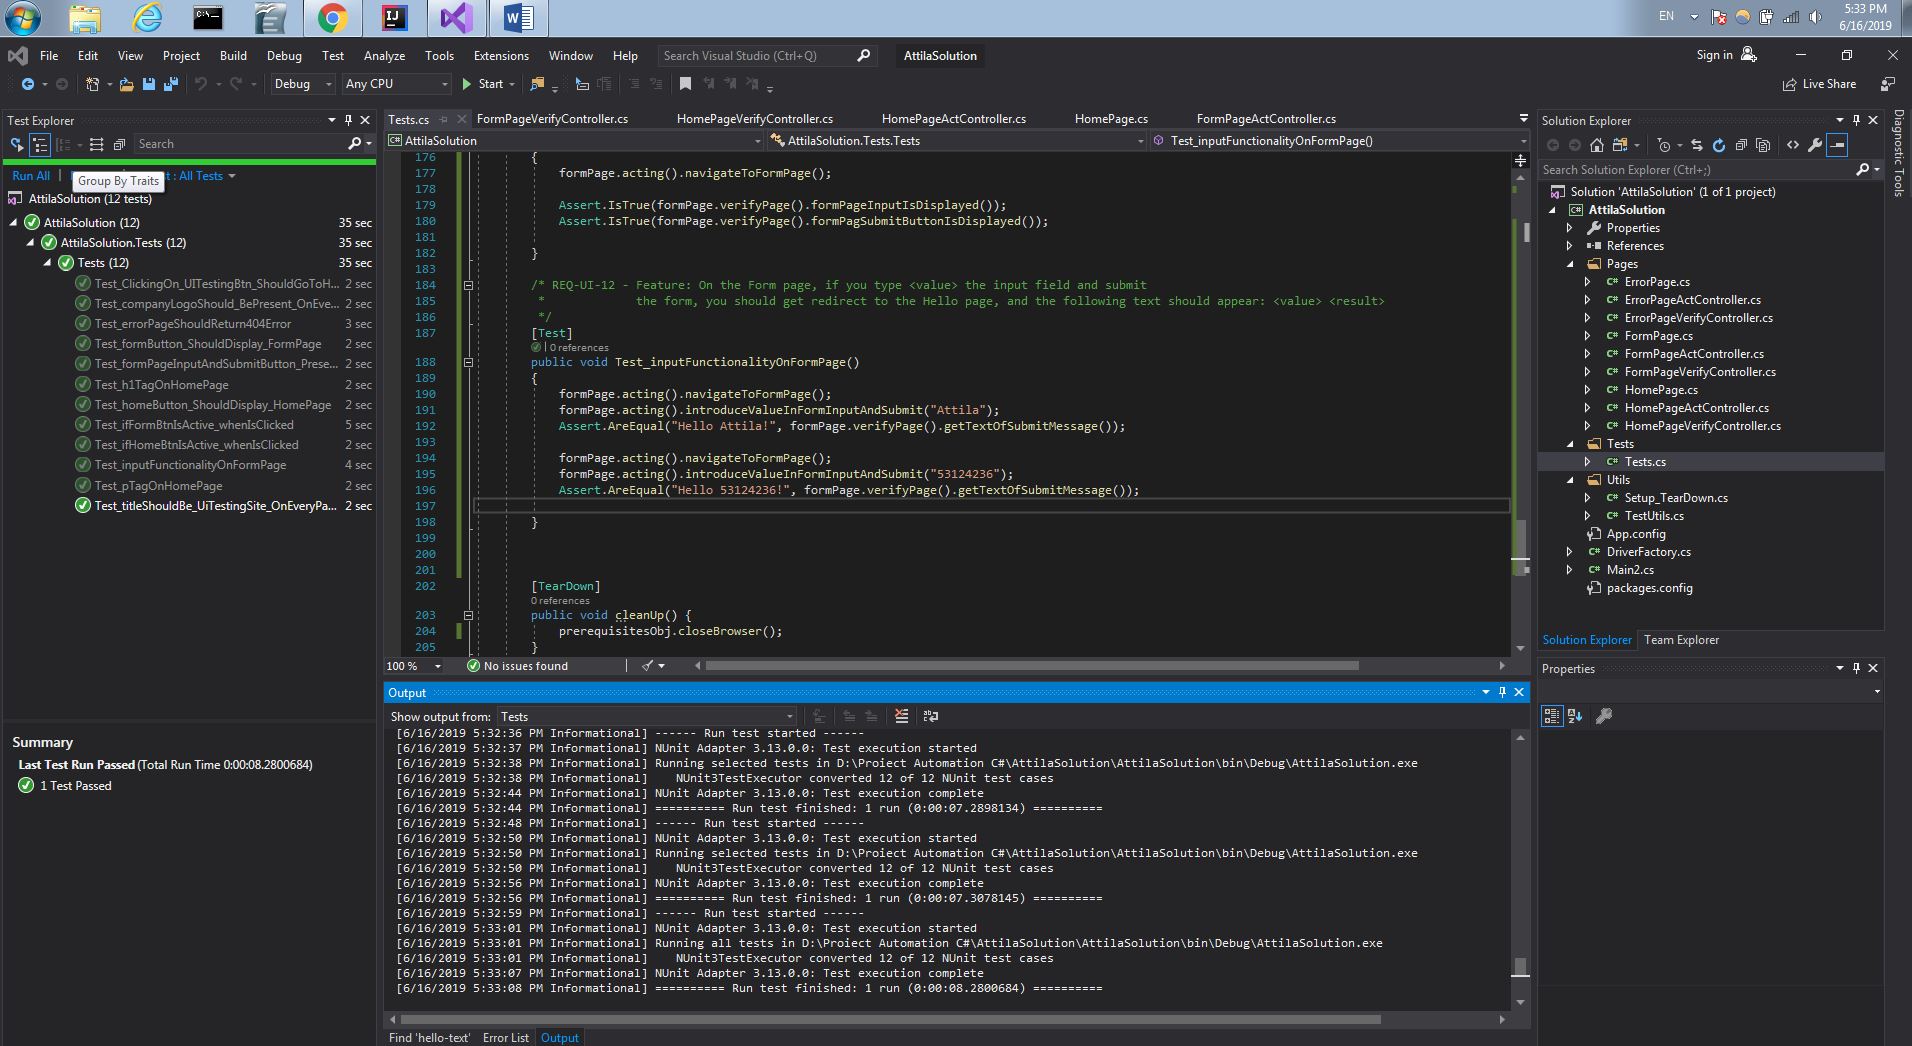 EN
5:33 PM
6/16/2019
File Edit View Project Build Debug Test Analyze Tools Extensions Window Help
Search Visual Studio (Ctrl+Q)
AttilaSolution
Sign in
Debug
Any CPU
Start
Live Share
Test Explorer
Search
Run All
: All Tests
Group By Traits
AttilaSolution (12 tests)
AttilaSolution (12) 35 sec
AttilaSolution.Tests (12) 35 sec
Tests (12) 35 sec
Test_ClickingOn_UITestingBtn_ShouldGoToH... 2 sec
Test_companyLogoShould_BePresent_OnEve... 2 sec
Test_errorPageShouldReturn404Error 3 sec
Test_formButton_ShouldDisplay_FormPage 2 sec
Test_formPageInputAndSubmitButton_Prese... 2 sec
Test_h1TagOnHomePage 2 sec
Test_homeButton_ShouldDisplay_HomePage 2 sec
Test_ifFormBtnIsActive_whenIsClicked 5 sec
Test_ifHomeBtnIsActive_whenIsClicked 2 sec
Test_inputFunctionalityOnFormPage 4 sec
Test_pTagOnHomePage 2 sec
Test_titleShouldBe_UiTestingSite_OnEveryPa... 2 sec
Summary
Last Test Run Passed (Total Run Time 0:00:08.2800684)
1 Test Passed
Tests.cs FormPageVerifyController.cs HomePageVerifyController.cs HomePageActController.cs HomePage.cs FormPageActController.cs
AttilaSolution AttilaSolution.Tests.Tests Test_inputFunctionalityOnFormPage()
176 {
177 formPage.acting().navigateToFormPage();
178
179 Assert.IsTrue(formPage.verifyPage().formPageInputIsDisplayed());
180 Assert.IsTrue(formPage.verifyPage().formPagSubmitButtonIsDisplayed());
181
182 }
183
184 /* REQ-UI-12 - Feature: On the Form page, if you type <value> the input field and submit
185 * the form, you should get redirect to the Hello page, and the following text should appear: <value> <result>
186 */
187 [Test]
0 references
188 public void Test_inputFunctionalityOnFormPage()
189 {
190 formPage.acting().navigateToFormPage();
191 formPage.acting().introduceValueInFormInputAndSubmit("Attila");
192 Assert.AreEqual("Hello Attila!", formPage.verifyPage().getTextOfSubmitMessage());
193
194 formPage.acting().navigateToFormPage();
195 formPage.acting().introduceValueInFormInputAndSubmit("53124236");
196 Assert.AreEqual("Hello 53124236!", formPage.verifyPage().getTextOfSubmitMessage());
197
198 }
199
200
201
202 [TearDown]
0 references
203 public void cleanUp() {
204 prerequisitesObj.closeBrowser();
205 }
100 %
No issues found
Output
Show output from: Tests
[6/16/2019 5:32:36 PM Informational] ------ Run test started ------
[6/16/2019 5:32:37 PM Informational] NUnit Adapter 3.13.0.0: Test execution started
[6/16/2019 5:32:38 PM Informational] Running selected tests in D:\Proiect Automation C#\AttilaSolution\AttilaSolution\bin\Debug\AttilaSolution.exe
[6/16/2019 5:32:38 PM Informational] NUnit3TestExecutor converted 12 of 12 NUnit test cases
[6/16/2019 5:32:44 PM Informational] NUnit Adapter 3.13.0.0: Test execution complete
[6/16/2019 5:32:44 PM Informational] ========== Run test finished: 1 run (0:00:07.2898134) ==========
[6/16/2019 5:32:48 PM Informational] ------ Run test started ------
[6/16/2019 5:32:50 PM Informational] NUnit Adapter 3.13.0.0: Test execution started
[6/16/2019 5:32:50 PM Informational] Running selected tests in D:\Proiect Automation C#\AttilaSolution\AttilaSolution\bin\Debug\AttilaSolution.exe
[6/16/2019 5:32:50 PM Informational] NUnit3TestExecutor converted 12 of 12 NUnit test cases
[6/16/2019 5:32:56 PM Informational] NUnit Adapter 3.13.0.0: Test execution complete
[6/16/2019 5:32:56 PM Informational] ========== Run test finished: 1 run (0:00:07.3078145) ==========
[6/16/2019 5:32:59 PM Informational] ------ Run test started ------
[6/16/2019 5:33:01 PM Informational] NUnit Adapter 3.13.0.0: Test execution started
[6/16/2019 5:33:01 PM Informational] Running all tests in D:\Proiect Automation C#\AttilaSolution\AttilaSolution\bin\Debug\AttilaSolution.exe
[6/16/2019 5:33:01 PM Informational] NUnit3TestExecutor converted 12 of 12 NUnit test cases
[6/16/2019 5:33:07 PM Informational] NUnit Adapter 3.13.0.0: Test execution complete
[6/16/2019 5:33:08 PM Informational] ========== Run test finished: 1 run (0:00:08.2800684) ==========
Find 'hello-text' Error List Output
Solution Explorer
Search Solution Explorer (Ctrl+;)
Solution 'AttilaSolution' (1 of 1 project)
AttilaSolution
Properties
References
Pages
ErrorPage.cs
ErrorPageActController.cs
ErrorPageVerifyController.cs
FormPage.cs
FormPageActController.cs
FormPageVerifyController.cs
HomePage.cs
HomePageActController.cs
HomePageVerifyController.cs
Tests
Tests.cs
Utils
Setup_TearDown.cs
TestUtils.cs
App.config
DriverFactory.cs
Main2.cs
packages.config
Solution Explorer Team Explorer
Properties
Diagnostic Tools